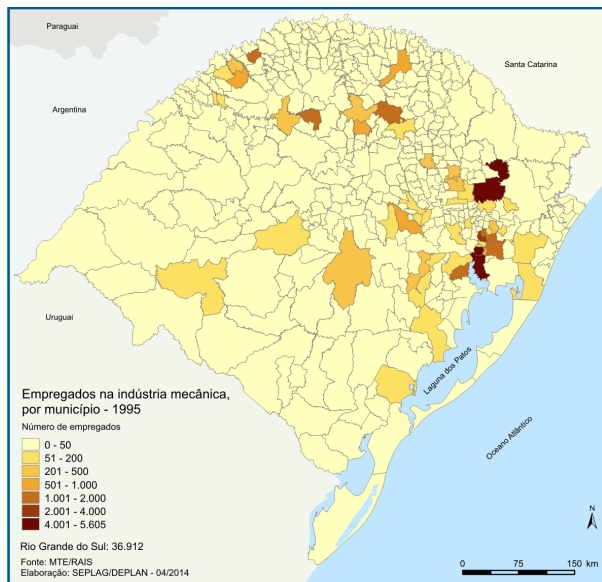 Paraguai
Santa Catarina
Argentina
Uruguai
Laguna dos Patos
Oceano Atlântico
Empregados na indústria mecânica,
por município - 1995
Número de empregados
0 - 50
51 - 200
201 - 500
501 - 1.000
1.001 - 2.000
2.001 - 4.000
4.001 - 5.605
Rio Grande do Sul: 36.912
Fonte: MTE/RAIS
Elaboração: SEPLAG/DEPLAN - 04/2014
N
0 75 150 km